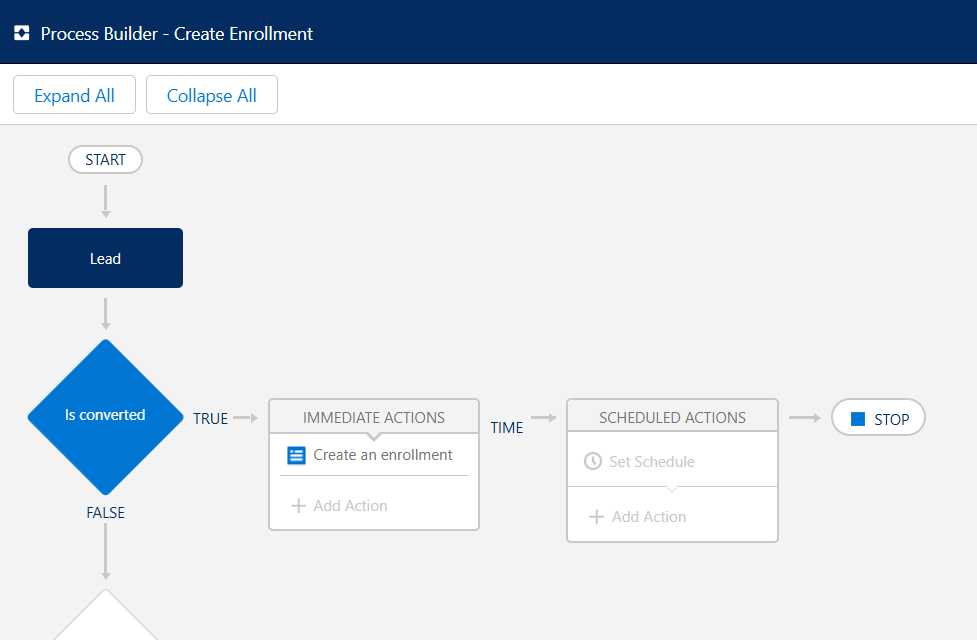 Process Builder - Create Enrollment
Expand All
Collapse All
START
Lead
Is converted
TRUE
IMMEDIATE ACTIONS
Create an enrollment
Add Action
TIME
SCHEDULED ACTIONS
Set Schedule
Add Action
STOP
FALSE